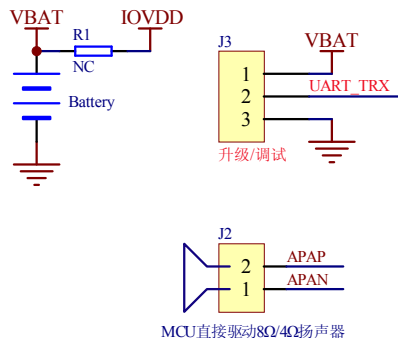 VBAT
R1
IOVDD
NC
Battery
J3
VBAT
1
2
UART_TRX
3
升级/调试
J2
2
APAP
1
APAN
MCU直接驱动8Ω/4Ω扬声器